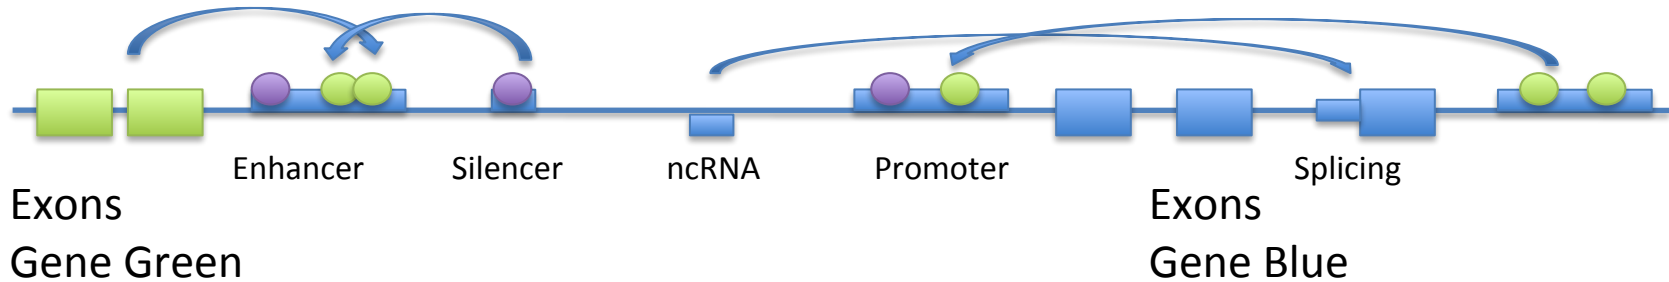 Enhancer
Silencer
ncRNA
Promoter
Splicing
Exons
Gene Green
Exons
Gene Blue